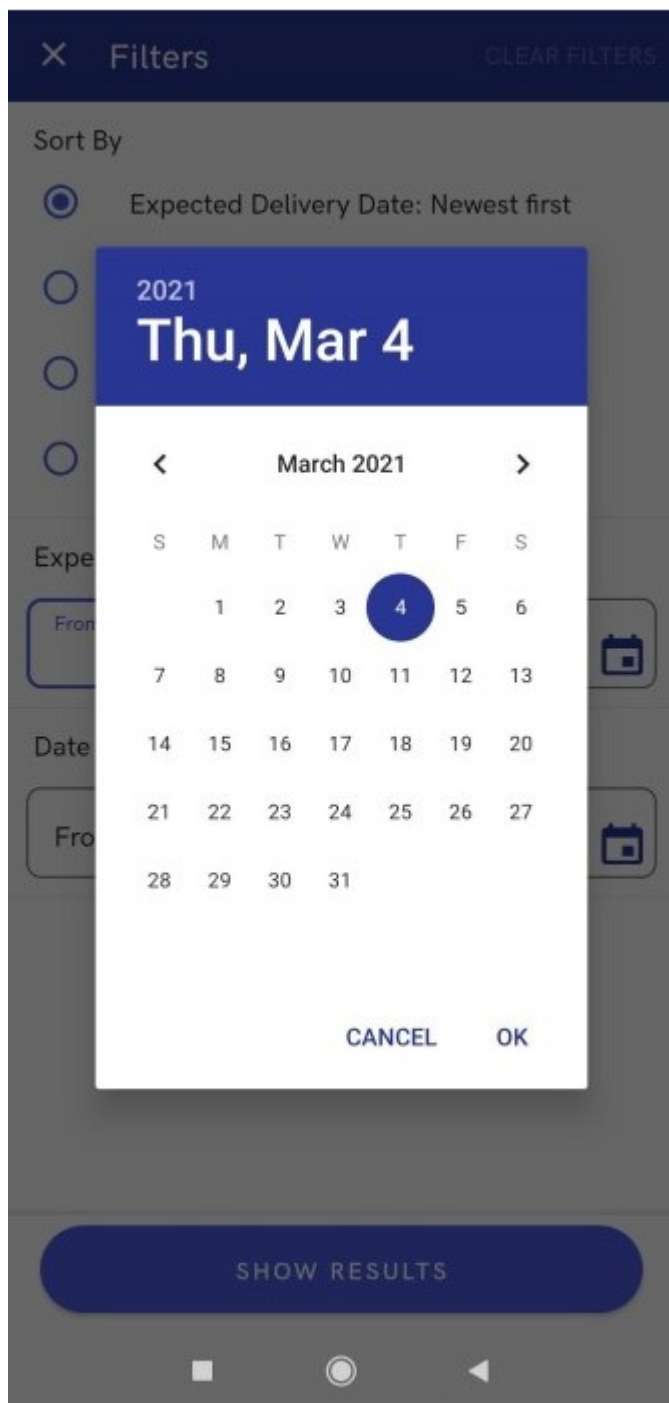 Filters CLEAR FILTERS
Sort By
Expected Delivery Date: Newest first
2021
Thu, Mar 4
March 2021
S M T W T F S
1 2 3 4 5 6
7 8 9 10 11 12 13
14 15 16 17 18 19 20
21 22 23 24 25 26 27
28 29 30 31
Expe
From
Date
Fro
CANCEL OK
SHOW RESULTS